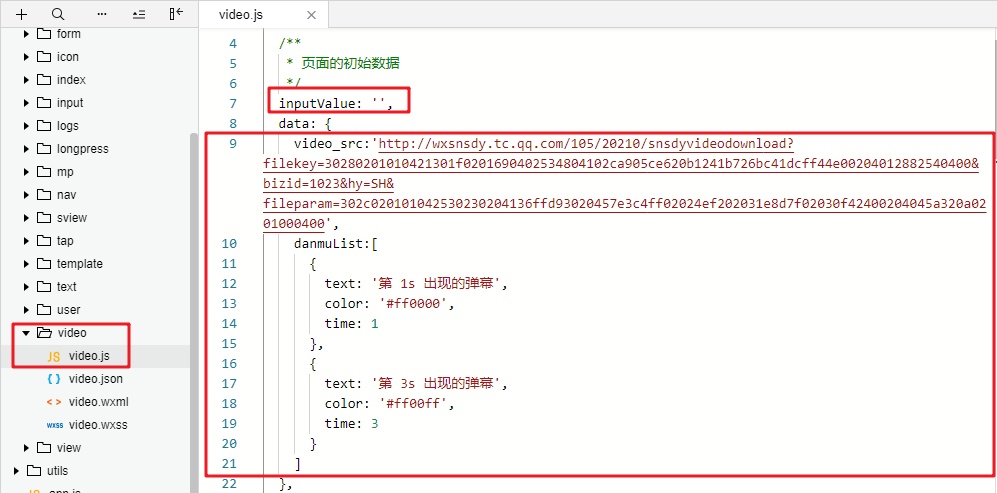 video.js
form
icon
index
input
logs
longpress
mp
nav
sview
tap
template
text
user
video
JS video.js
{ } video.json
< > video.wxml
wxss video.wxss
view
utils
JS app.js
4 /**
5 * 页面的初始数据
6 */
7 inputValue: '',
8 data: {
9 video_src:'http://wxsnsdy.tc.qq.com/105/20210/snsdyvideodownload?
filekey=30280201010421301f0201690402534804102ca905ce620b1241b726bc41dcff44e00204012882540400&
bizid=1023&hy=SH&
fileparam=302c020101042530230204136ffd93020457e3c4ff02024ef202031e8d7f02030f42400204045a320a02
01000400',
10 danmuList:[
11 {
12 text: '第 1s 出现的弹幕',
13 color: '#ff0000',
14 time: 1
15 },
16 {
17 text: '第 3s 出现的弹幕',
18 color: '#ff00ff',
19 time: 3
20 }
21 ]
22 },